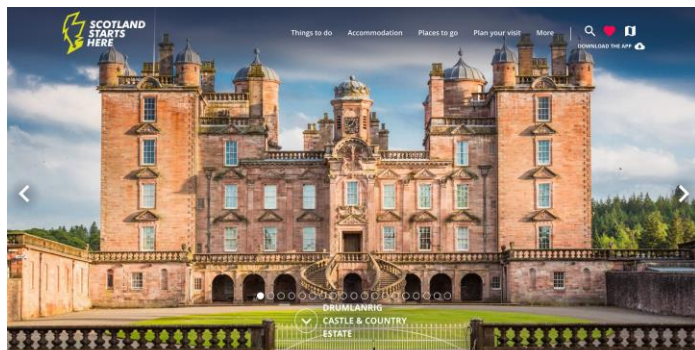 SCOTLAND
STARTS
HERE
Things to do
Accommodation
Places to go
Plan your visit
More
DOWNLOAD THE APP
DRUMLANRIG
CASTLE & COUNTRY
ESTATE